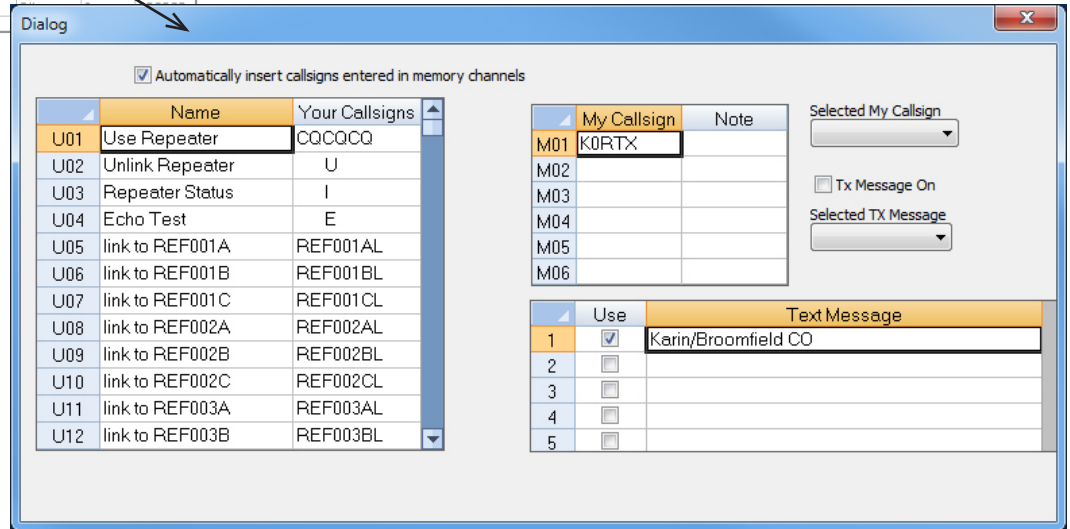 Dialog
Automatically insert callsigns entered in memory channels
Name Your Callsigns
U01 Use Repeater CQCQCQ
U02 Unlink Repeater U
U03 Repeater Status I
U04 Echo Test E
U05 link to REF001A REF001AL
U06 link to REF001B REF001BL
U07 link to REF001C REF001CL
U08 link to REF002A REF002AL
U09 link to REF002B REF002BL
U10 link to REF002C REF002CL
U11 link to REF003A REF003AL
U12 link to REF003B REF003BL
My Callsign Note
M01 K0RTX
M02
M03
M04
M05
M06
Selected My Callsign
Tx Message On
Selected TX Message
Use Text Message
1 Karin/Broomfield CO
2
3
4
5